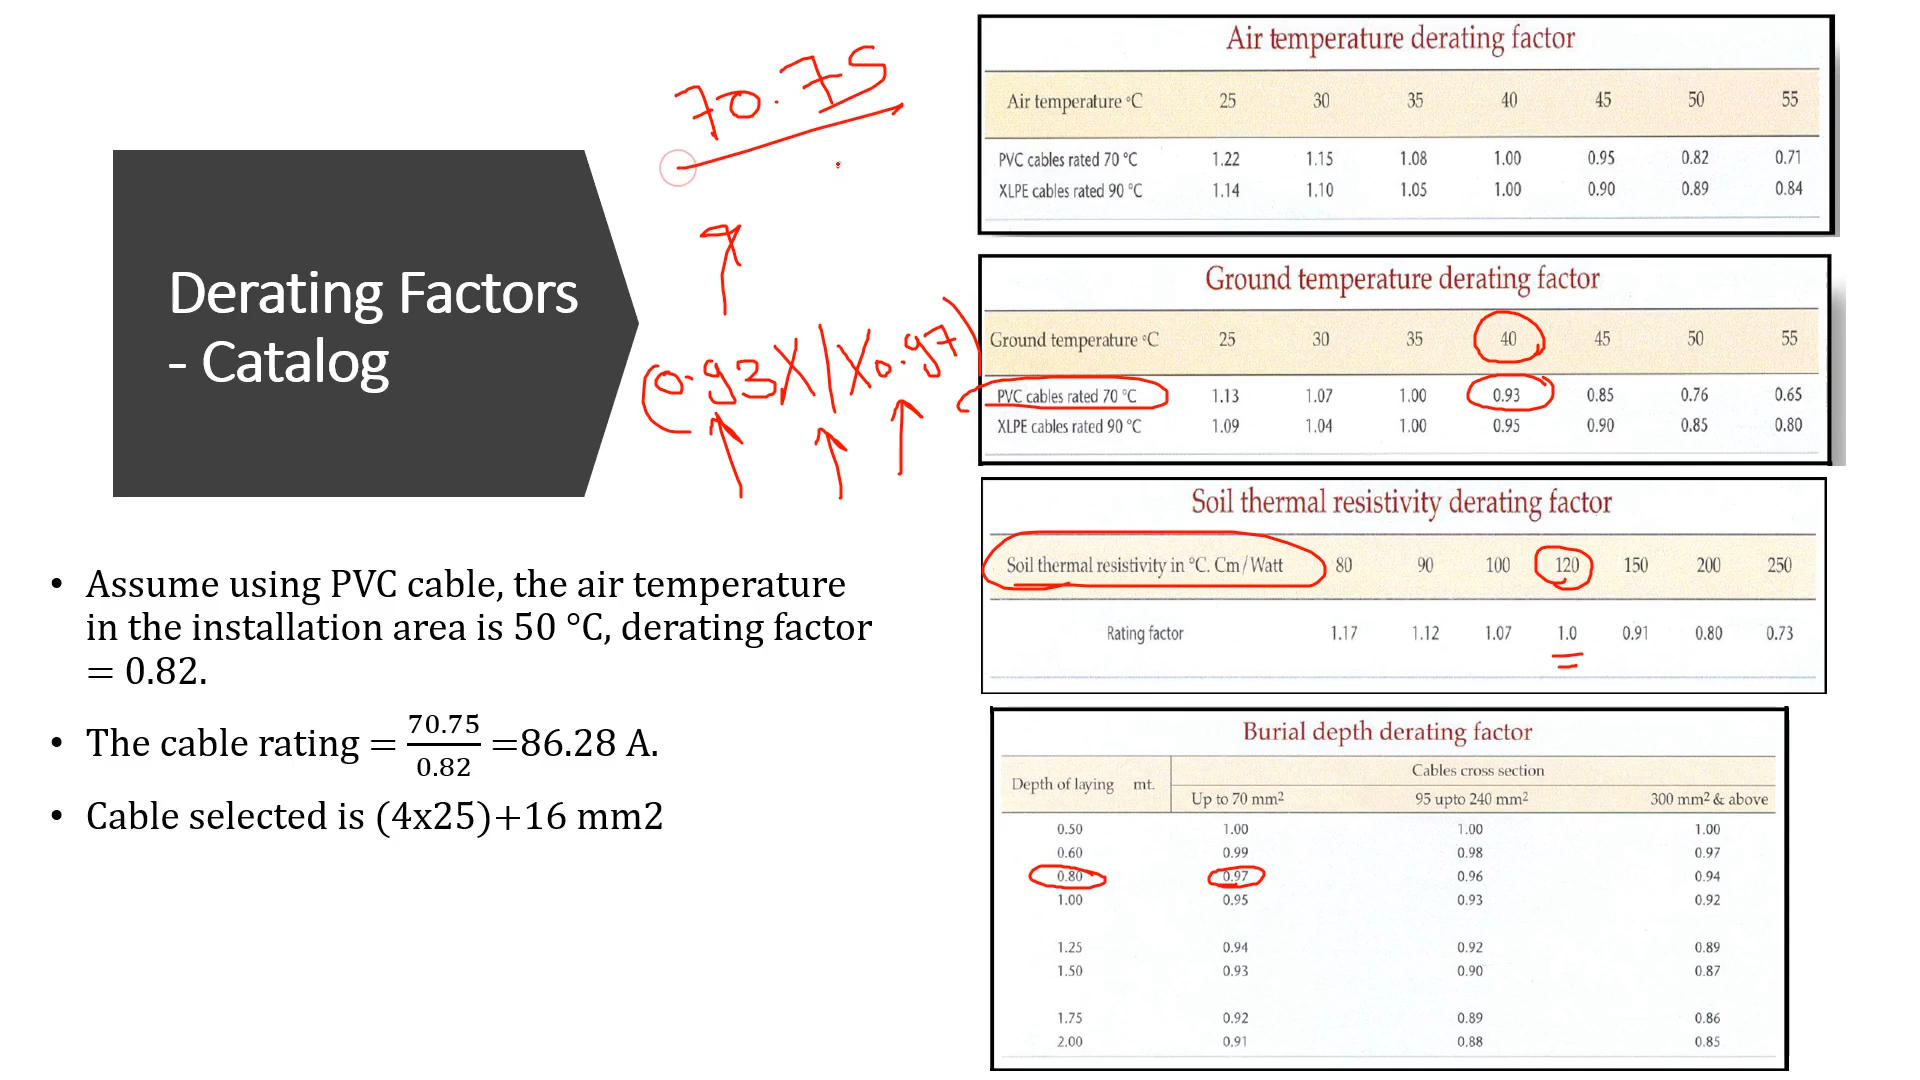 Derating Factors
- Catalog
• Assume using PVC cable, the air temperature
in the installation area is 50 °C, derating factor
= 0.82.
• The cable rating = 70.75/0.82 =86.28 A.
• Cable selected is (4x25)+16 mm2
70.75
(0.93X1X0.97)
Air temperature derating factor
Air temperature °C 25 30 35 40 45 50 55
PVC cables rated 70 °C 1.22 1.15 1.08 1.00 0.95 0.82 0.71
XLPE cables rated 90 °C 1.14 1.10 1.05 1.00 0.90 0.89 0.84
Ground temperature derating factor
Ground temperature °C 25 30 35 40 45 50 55
PVC cables rated 70 °C 1.13 1.07 1.00 0.93 0.85 0.76 0.65
XLPE cables rated 90 °C 1.09 1.04 1.00 0.95 0.90 0.85 0.80
Soil thermal resistivity derating factor
Soil thermal resistivity in °C. Cm/Watt 80 90 100 120 150 200 250
Rating factor 1.17 1.12 1.07 1.0 0.91 0.80 0.73
Burial depth derating factor
Cables cross section
Depth of laying mt. Up to 70 mm² 95 upto 240 mm² 300 mm² & above
0.50 1.00 1.00 1.00
0.60 0.99 0.98 0.97
0.80 0.97 0.96 0.94
1.00 0.95 0.93 0.92
1.25 0.94 0.92 0.89
1.50 0.93 0.90 0.87
1.75 0.92 0.89 0.86
2.00 0.91 0.88 0.85